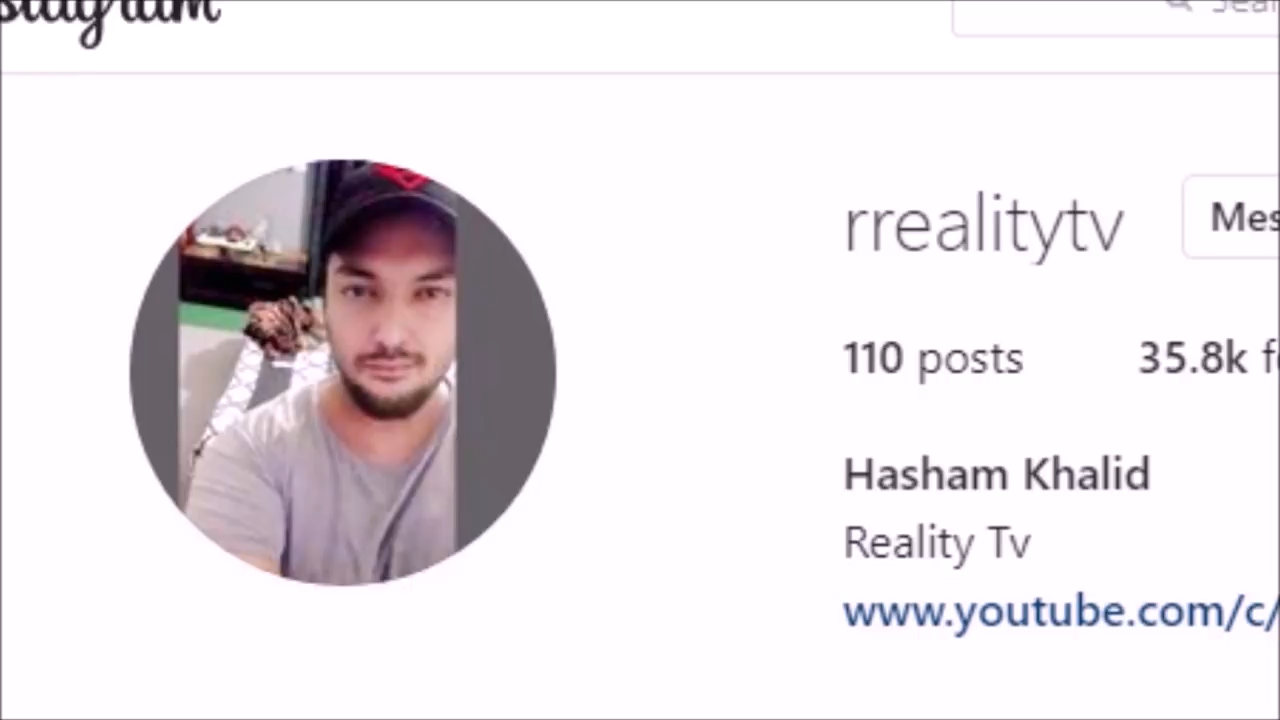 rrealitytv
110 posts 35.8k
Hasham Khalid
Reality Tv
www.youtube.com/c/